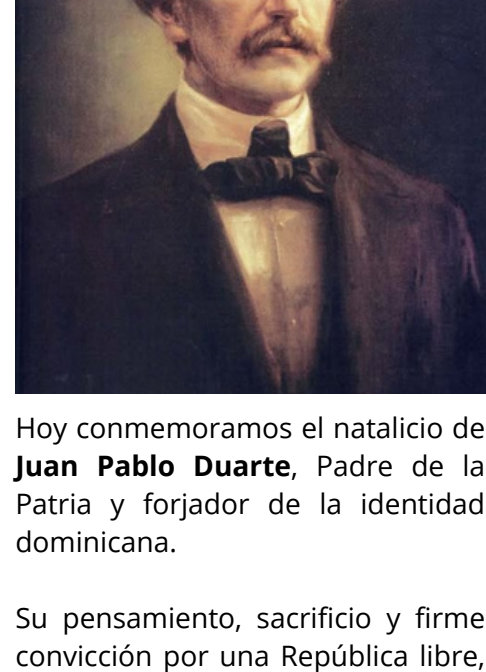 Hoy conmemoramos el natalicio de
Juan Pablo Duarte, Padre de la
Patria y forjador de la identidad
dominicana.
Su pensamiento, sacrificio y firme
convicción por una República libre,